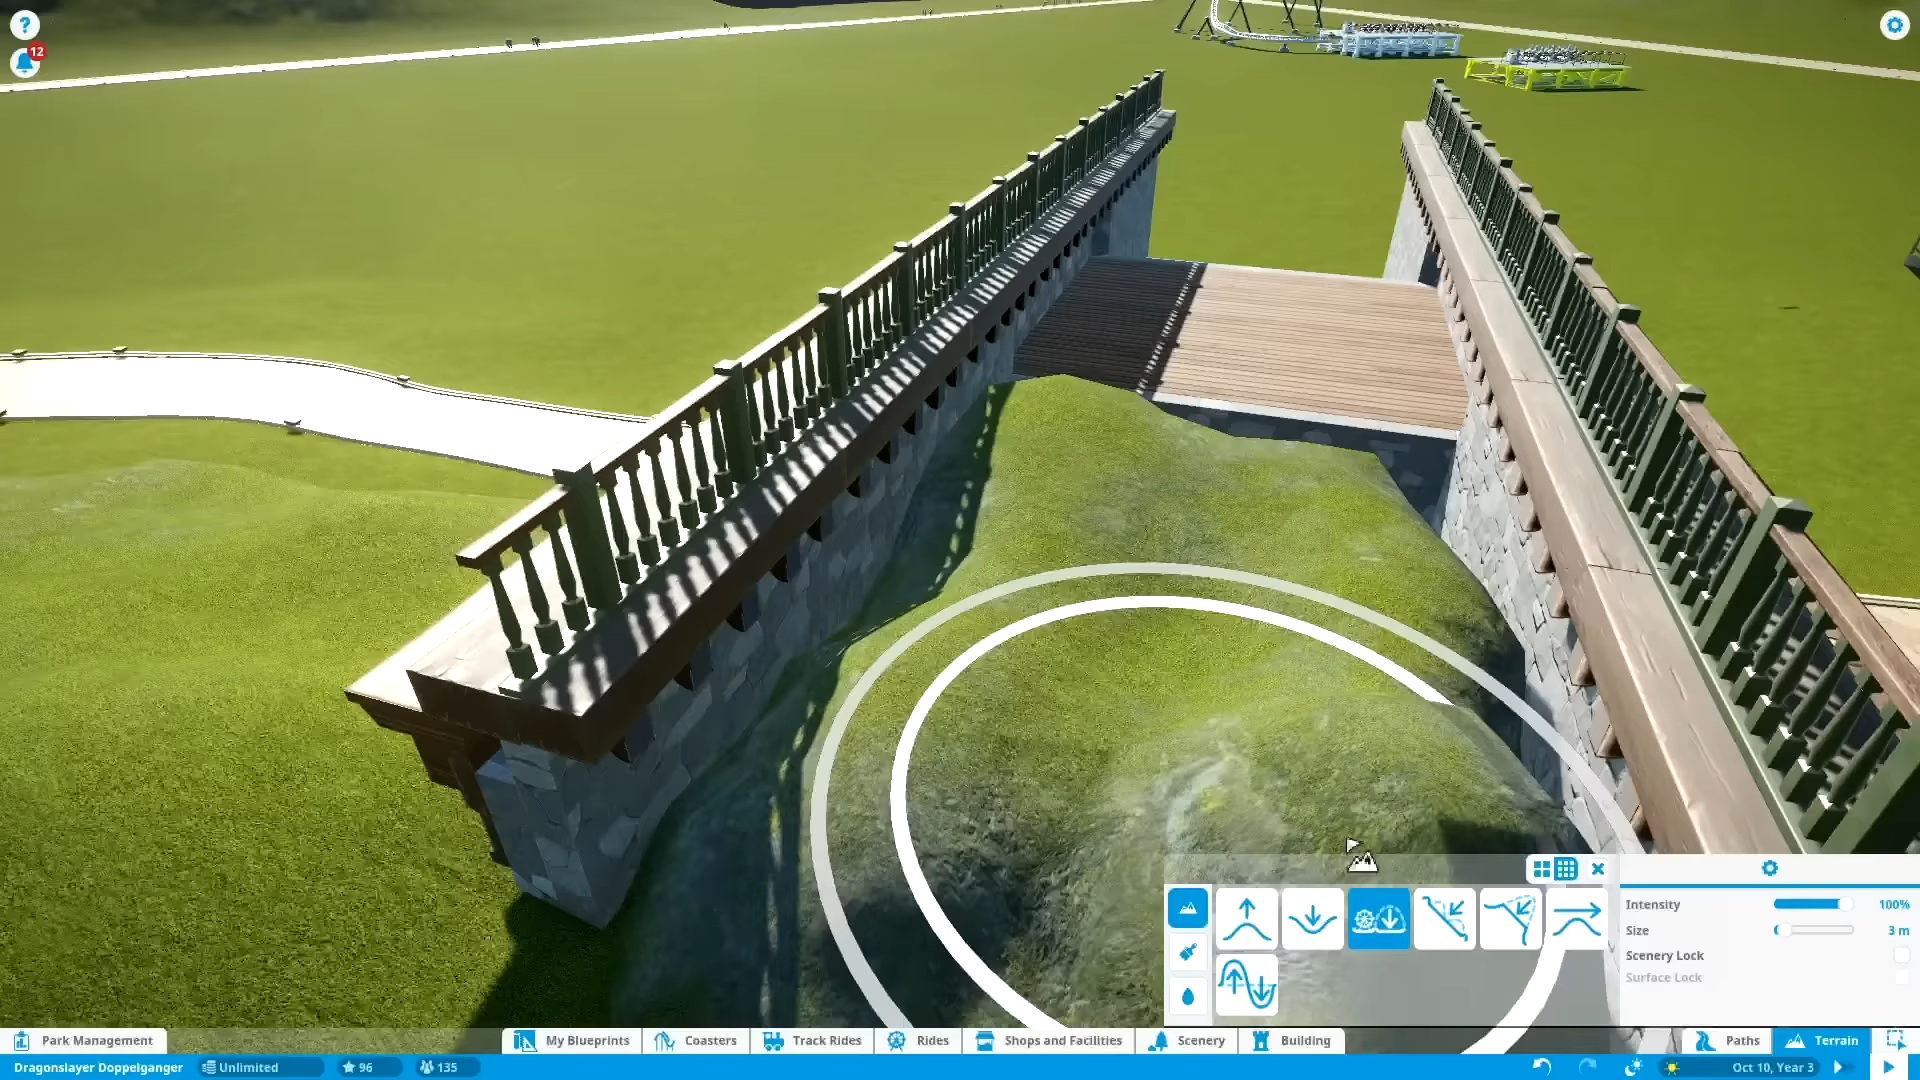 ?
12
Intensity 100%
Size 3 m
Scenery Lock
Surface Lock
Park Management My Blueprints Coasters Track Rides Rides Shops and Facilities Scenery Building Paths Terrain
Dragonslayer Doppelganger Unlimited 96 135 Oct 10, Year 3